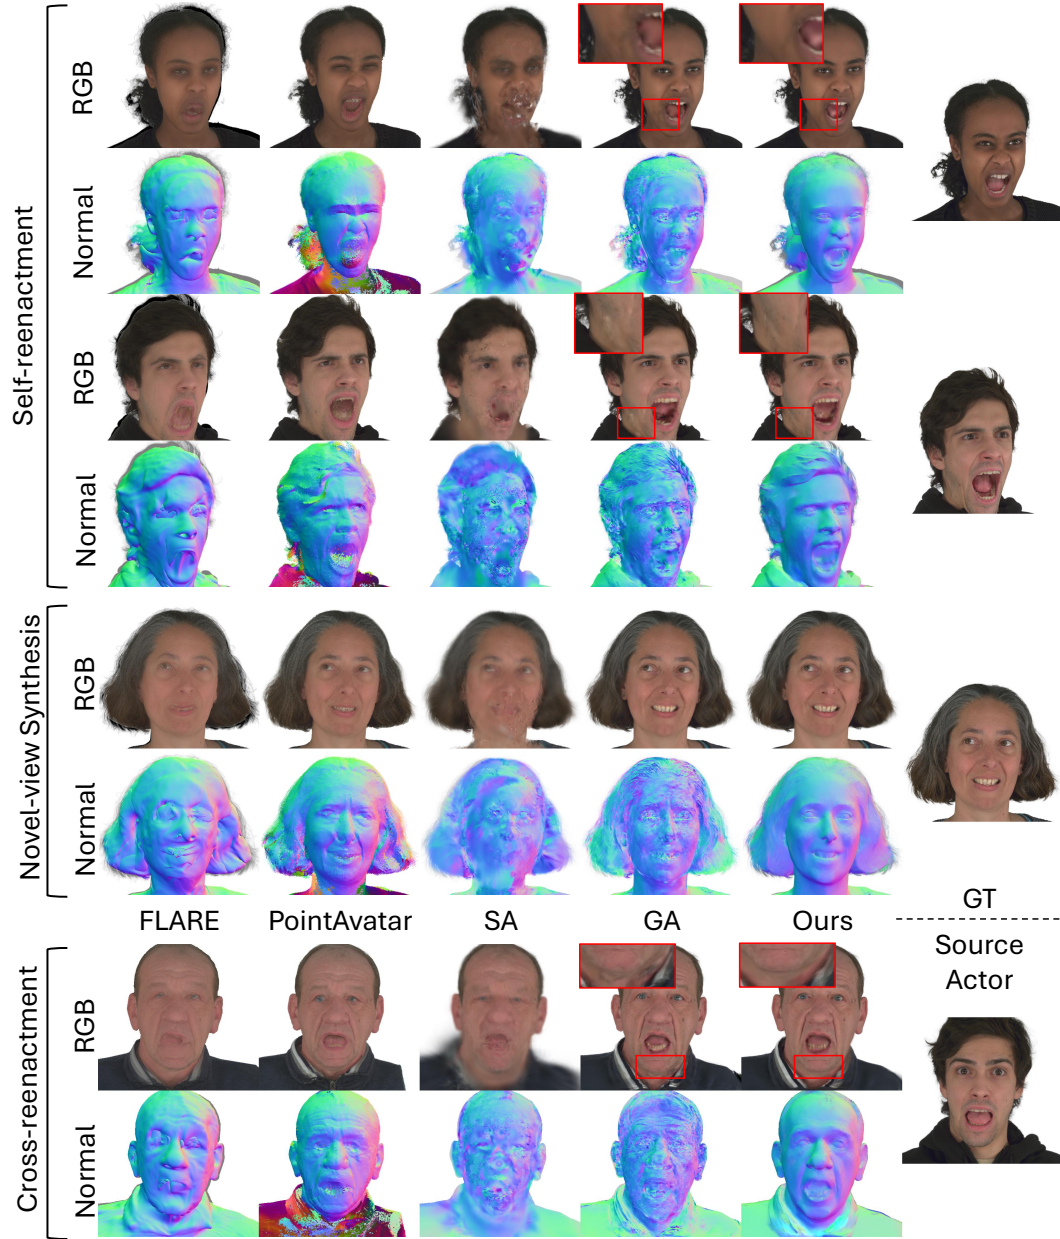 Self-reenactment
RGB
Normal
RGB
Normal
Novel-view Synthesis
RGB
Normal
FLARE PointAvatar SA GA Ours
GT
Source
Actor
Cross-reenactment
RGB
Normal